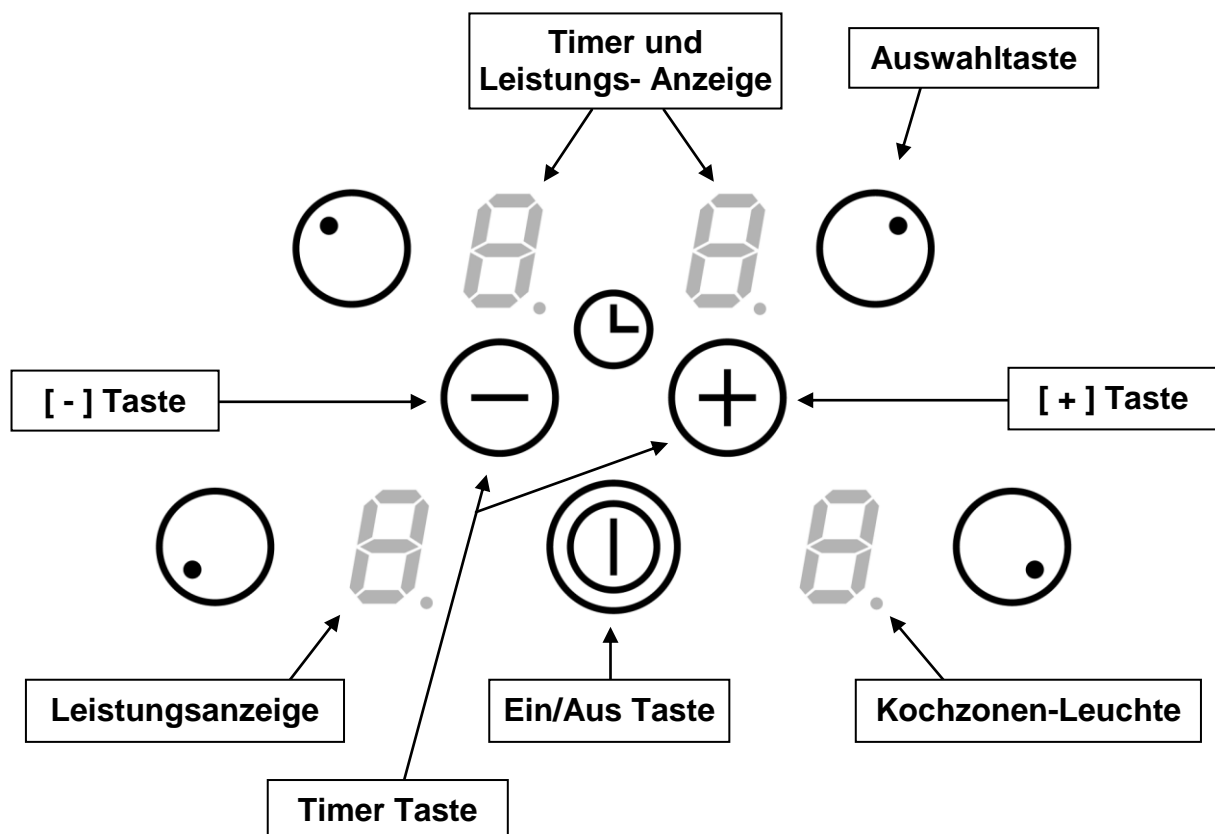 Timer und
Leistungs- Anzeige
Auswahltaste
[ - ] Taste
[ + ] Taste
Leistungsanzeige
Ein/Aus Taste
Kochzonen-Leuchte
Timer Taste